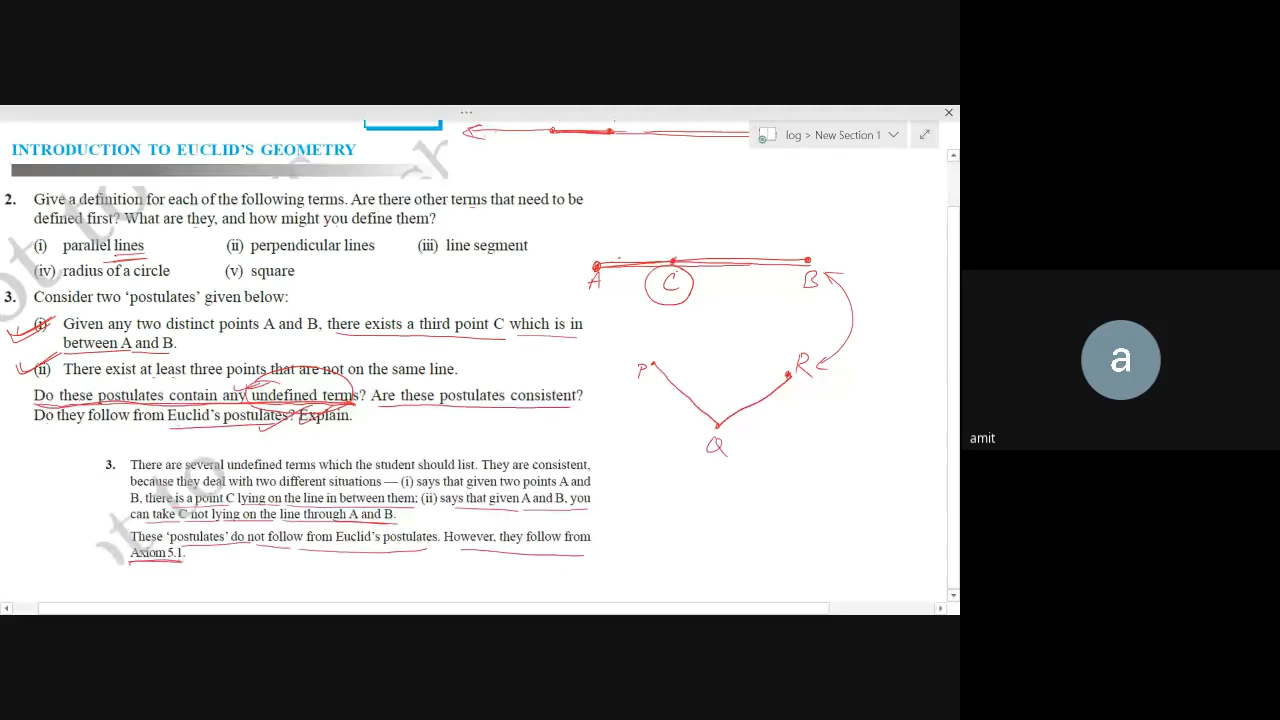 log > New Section 1
INTRODUCTION TO EUCLID'S GEOMETRY
2. Give a definition for each of the following terms. Are there other terms that need to be
defined first? What are they, and how might you define them?
(i) parallel lines (ii) perpendicular lines (iii) line segment
(iv) radius of a circle (v) square
3. Consider two 'postulates' given below:
(i) Given any two distinct points A and B, there exists a third point C which is in
between A and B.
(ii) There exist at least three points that are not on the same line.
Do these postulates contain any undefined terms? Are these postulates consistent?
Do they follow from Euclid's postulates? Explain.
A C B
P R
Q
3. There are several undefined terms which the student should list. They are consistent,
because they deal with two different situations — (i) says that given two points A and
B, there is a point C lying on the line in between them; (ii) says that given A and B, you
can take C not lying on the line through A and B.
These 'postulates' do not follow from Euclid's postulates. However, they follow from
Axiom 5.1.
not to
not to
a
amit